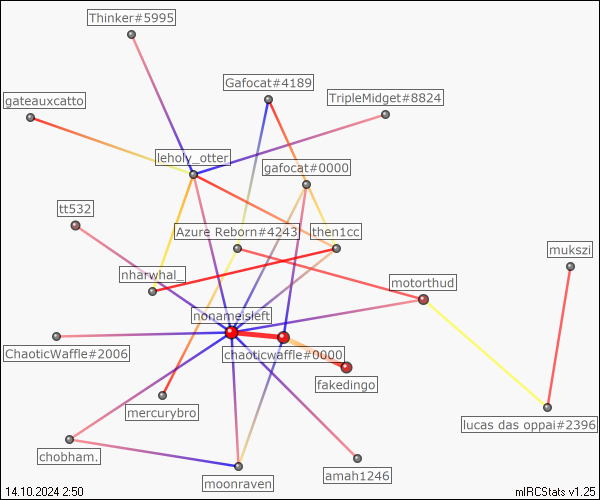 Thinker#5995
Gafocat#4189
gateauxcatto
TripleMidget#8824
leholy_otter
gafocat#0000
tt532
Azure Reborn#4243
then1cc
mukszi
nharwhal_
motorthud
nonameisleft
ChaoticWaffle#2006
chaoticwaffle#0000
fakedingo
mercurybro
lucas das oppai#2396
chobham.
amah1246
moonraven
14.10.2024 2:50
mIRCStats v1.25